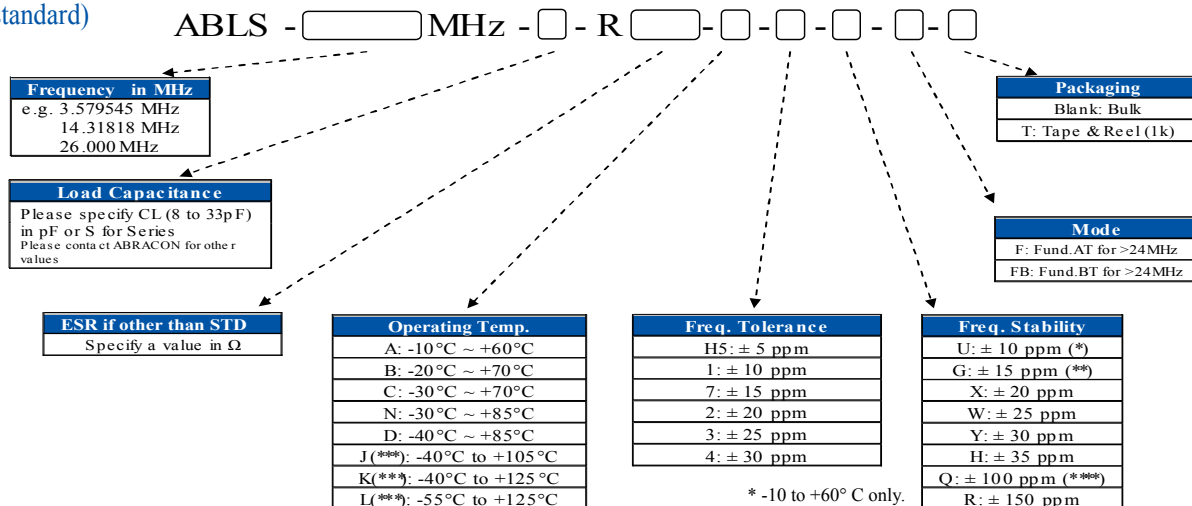 standard)
ABLS - MHz - - R - - - - -
Frequency in MHz
e.g. 3.579545 MHz
14.31818 MHz
26.000 MHz
Packaging
Blank: Bulk
T: Tape & Reel (1k)
Load Capacitance
Please specify CL (8 to 33pF)
in pF or S for Series
Please contact ABRACON for other
values
Mode
F: Fund.AT for >24MHz
FB: Fund.BT for >24MHz
ESR if other than STD
Specify a value in Ω
Operating Temp.
A: -10°C ~ +60°C
B: -20°C ~ +70°C
C: -30°C ~ +70°C
N: -30°C ~ +85°C
D: -40°C ~ +85°C
J(***): -40°C to +105°C
K(***): -40°C to +125°C
L(***): -55°C to +125°C
Freq. Tolerance
H5: ± 5 ppm
1: ± 10 ppm
7: ± 15 ppm
2: ± 20 ppm
3: ± 25 ppm
4: ± 30 ppm
* -10 to +60° C only.
Freq. Stability
U: ± 10 ppm (*)
G: ± 15 ppm (**)
X: ± 20 ppm
W: ± 25 ppm
Y: ± 30 ppm
H: ± 35 ppm
Q: ± 100 ppm (****)
R: ± 150 ppm